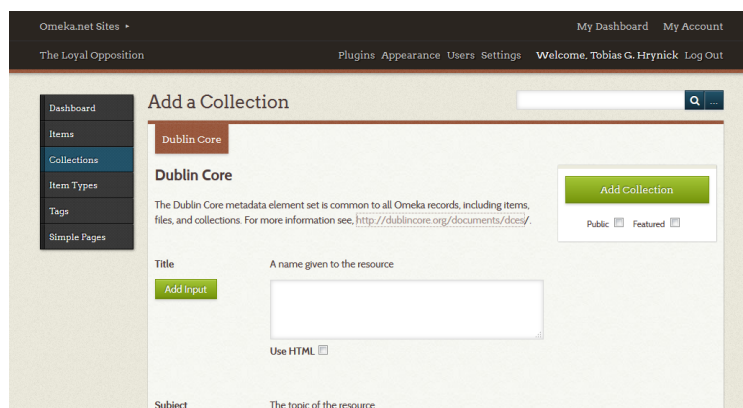 Omeka.net Sites ▸ My Dashboard My Account
The Loyal Opposition Plugins Appearance Users Settings Welcome, Tobias G. Hrynick Log Out
Dashboard
Items
Collections
Item Types
Tags
Simple Pages
Add a Collection
...
Dublin Core
Dublin Core
The Dublin Core metadata element set is common to all Omeka records, including items,
files, and collections. For more information see, http://dublincore.org/documents/dces/.
Add Collection
Public Featured
Title A name given to the resource
Add Input
Use HTML
Subject The topic of the resource